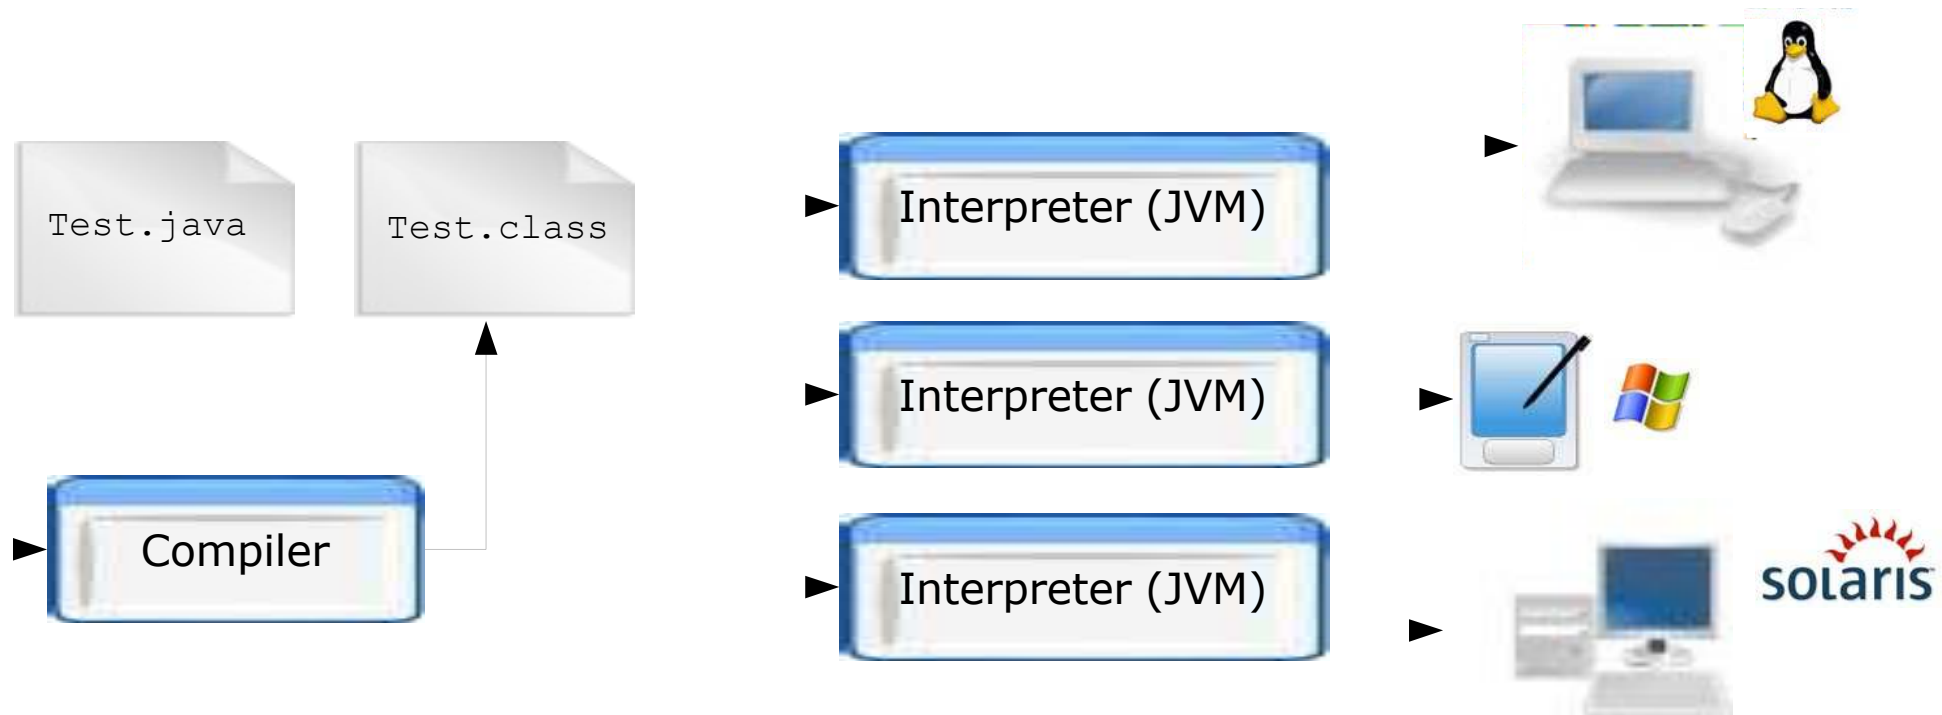 Test.java
Test.class
Compiler
Interpreter (JVM)
Interpreter (JVM)
Interpreter (JVM)
solaris